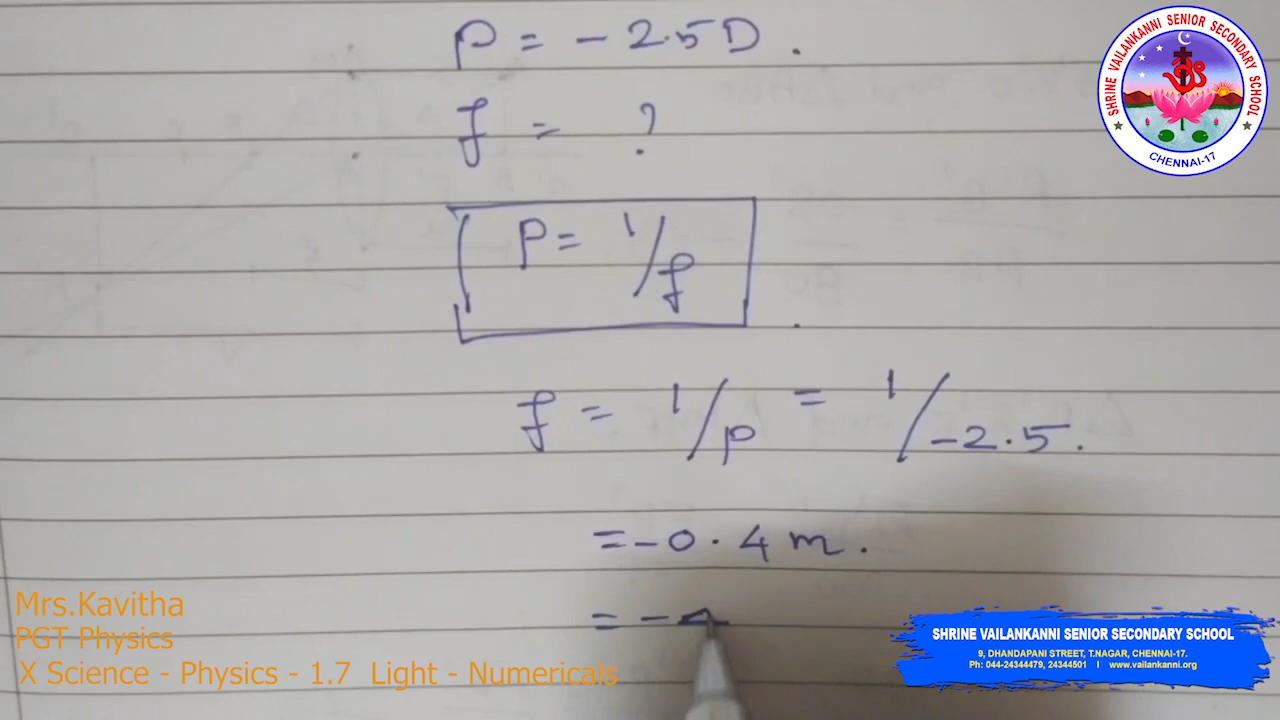 P = - 2.5 D .
f = ?
P = 1/f
f = 1/p = 1/-2.5.
= - 0.4 m .
= - 4
SHRINE VAILANKANNI SENIOR SECONDARY SCHOOL
CHENNAI-17
Mrs.Kavitha
PGT Physics
X Science - Physics - 1.7 Light - Numericals
SHRINE VAILANKANNI SENIOR SECONDARY SCHOOL
9, DHANDAPANI STREET, T.NAGAR, CHENNAI-17.
Ph: 044-24344479, 24344501 | www.vailankanni.org